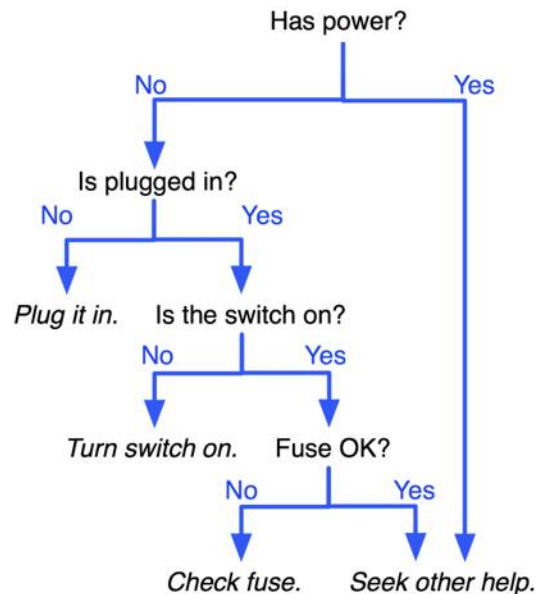 Has power?
No Yes
Is plugged in?
No Yes
Plug it in. Is the switch on?
No Yes
Turn switch on. Fuse OK?
No Yes
Check fuse. Seek other help.